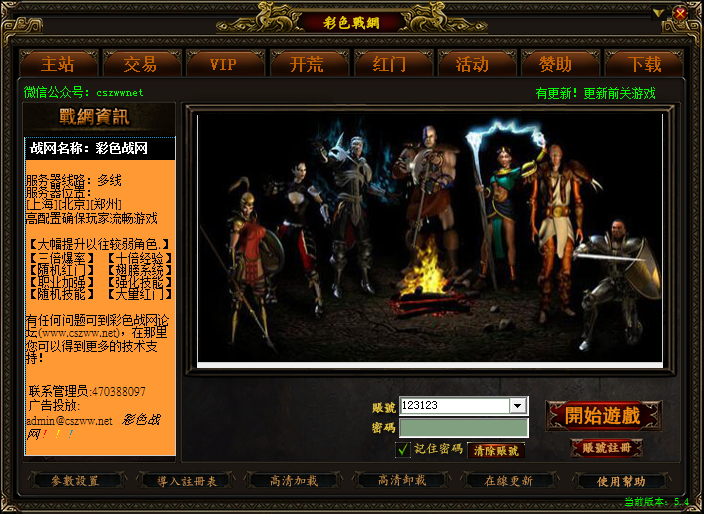 彩色戰網
主站 交易 VIP 开荒 红门 活动 赞助 下载
微信公众号: cszwwnet
有更新! 更新前关游戏
戰網資訊
战网名称: 彩色战网
服务器线路: 多线
服务器位置:
[上海][北京][郑州]
高配置确保玩家流畅游戏
【大幅提升以往较弱角色.】
【三倍爆率】 【十倍经验】
【随机红门】 【翅膀系统】
【职业加强】 【强化技能】
【随机技能】 【大量红门】
有任何问题可到彩色战网论
坛(www.cszww.net), 在那里
您可以得到更多的技术支
持!
联系管理员:470388097
广告投放:
admin@cszww.net 彩色战
网!!!
賬號 123123
密碼
記住密碼 清除賬號
開始遊戲
賬號註冊
參數設置 導入註冊表 高清加載 高清卸載 在線更新 使用幫助
当前版本: 5.4